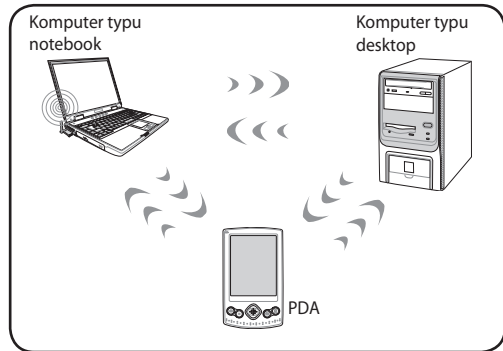 Komputer typu
notebook
Komputer typu
desktop
PDA